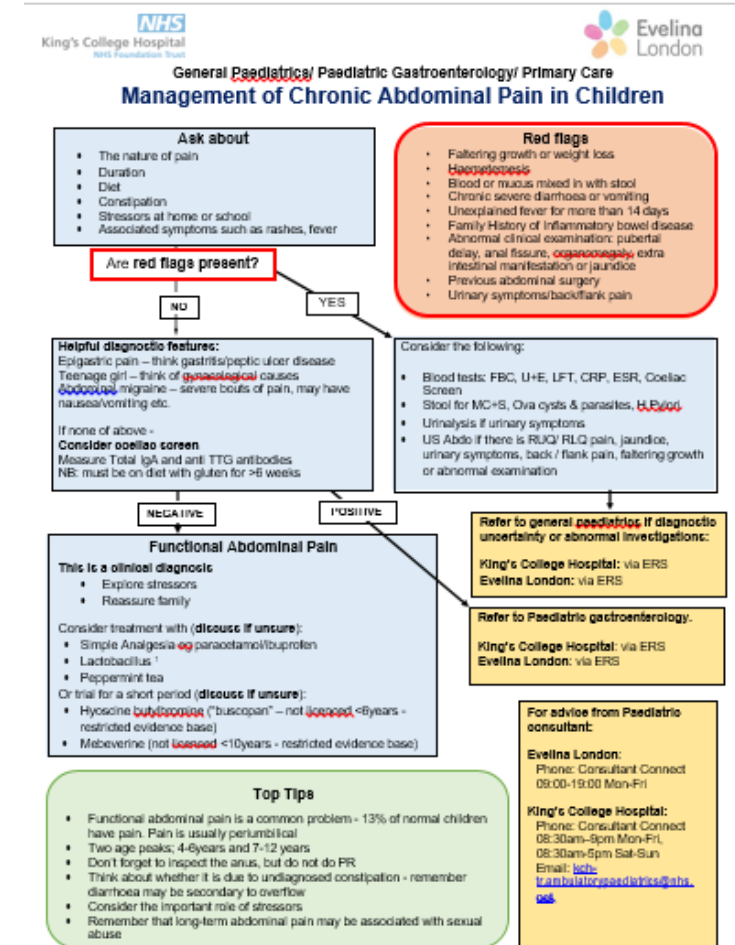 NHS
King's College Hospital
NHS Foundation Trust
Evelina
London
General Paediatrics/ Paediatric Gastroenterology/ Primary Care
Management of Chronic Abdominal Pain in Children
Ask about
• The nature of pain
• Duration
• Diet
• Constipation
• Stressors at home or school
• Associated symptoms such as rashes, fever
Red flags
• Faltering growth or weight loss
• Haemetemesis
• Blood or mucus mixed in with stool
• Chronic severe diarrhoea or vomiting
• Unexplained fever for more than 14 days
• Family History of Inflammatory bowel disease
• Abnormal clinical examination: pubertal
delay, anal fissure, organomegaly, extra
intestinal manifestation or jaundice
• Previous abdominal surgery
• Urinary symptoms/back/flank pain
Are red flags present?
NO
YES
Helpful diagnostic features:
Epigastric pain – think gastritis/peptic ulcer disease
Teenage girl – think of gynaecological causes
Abdominal migraine – severe bouts of pain, may have
nausea/vomiting etc.
If none of above -
Consider coeliac screen
Measure Total IgA and anti TTG antibodies
NB: must be on diet with gluten for >6 weeks
Consider the following:
• Blood tests: FBC, U+E, LFT, CRP, ESR, Coeliac
Screen
• Stool for MC+S, Ova cysts & parasites, H.Pylori.
• Urinalysis if urinary symptoms
• US Abdo if there is RUQ/ RLQ pain, jaundice,
urinary symptoms, back / flank pain, faltering growth
or abnormal examination
NEGATIVE
POSITIVE
Functional Abdominal Pain
This is a clinical diagnosis
• Explore stressors
• Reassure family
Consider treatment with (discuss if unsure):
• Simple Analgesia eg paracetamol/ibuprofen
• Lactobacillus ¹
• Peppermint tea
Or trial for a short period (discuss if unsure):
• Hyoscine butylbromine ("buscopan" – not licenced <6years -
restricted evidence base)
• Mebeverine (not licensed <10years - restricted evidence base)
Refer to general paediatrics if diagnostic
uncertainty or abnormal investigations:
King's College Hospital: via ERS
Evelina London: via ERS
Refer to Paediatric gastroenterology.
King's College Hospital: via ERS
Evelina London: via ERS
For advice from Paediatric
consultant:
Evelina London:
Phone: Consultant Connect
09:00-19:00 Mon-Fri
King's College Hospital:
Phone: Consultant Connect
08:30am–9pm Mon-Fri,
08:30am-5pm Sat-Sun
Email: kch-
tr.ambulatorypaediatrics@nhs.
net.
Top Tips
• Functional abdominal pain is a common problem - 13% of normal children
have pain. Pain is usually periumbilical
• Two age peaks; 4-6years and 7-12 years
• Don't forget to inspect the anus, but do not do PR
• Think about whether it is due to undiagnosed constipation - remember
diarrhoea may be secondary to overflow
• Consider the important role of stressors
• Remember that long-term abdominal pain may be associated with sexual
abuse